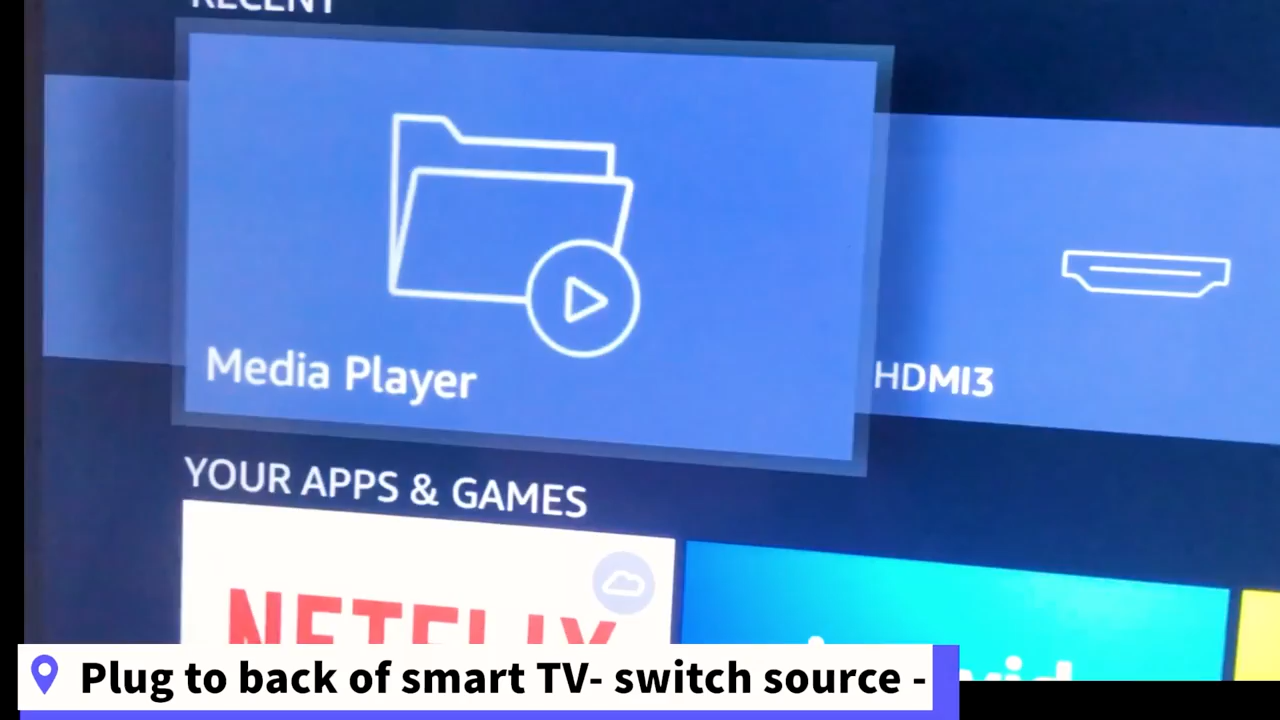 RECENT
Media Player
HDMI3
YOUR APPS & GAMES
NETFLIX
Plug to back of smart TV- switch source -